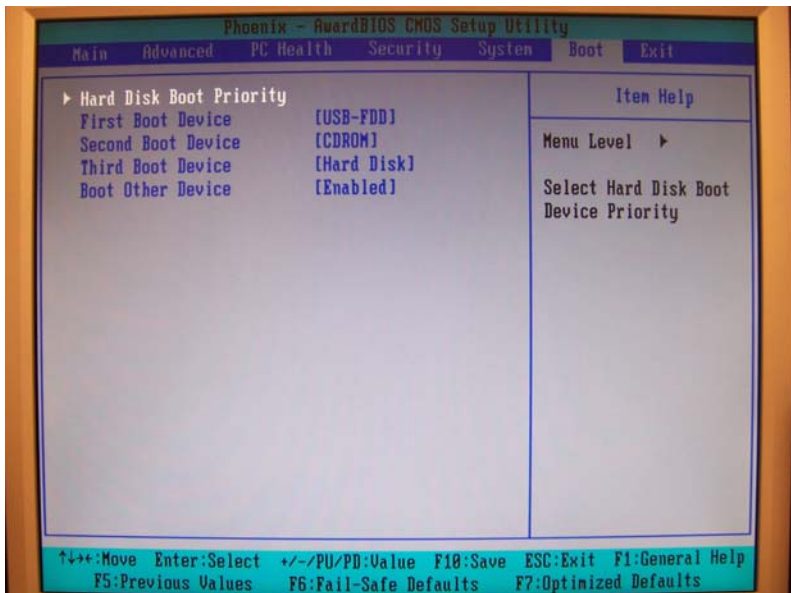 Phoenix - AwardBIOS CMOS Setup Utility
Main Advanced PC Health Security System Boot Exit
▶ Hard Disk Boot Priority
First Boot Device [USB-FDD]
Second Boot Device [CDROM]
Third Boot Device [Hard Disk]
Boot Other Device [Enabled]
Item Help
Menu Level ▶
Select Hard Disk Boot
Device Priority
↑↓→←:Move Enter:Select +/-/PU/PD:Value F10:Save ESC:Exit F1:General Help
F5:Previous Values F6:Fail-Safe Defaults F7:Optimized Defaults